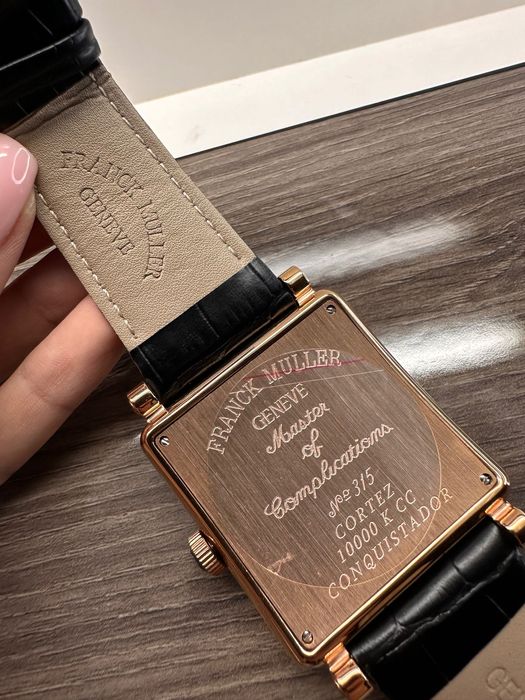 FRANCK MULLER
GENEVE
FRANCK MULLER
GENEVE
Master
of
Complications
Nº 315
CORTEZ
10000 K CC
CONQUISTADOR